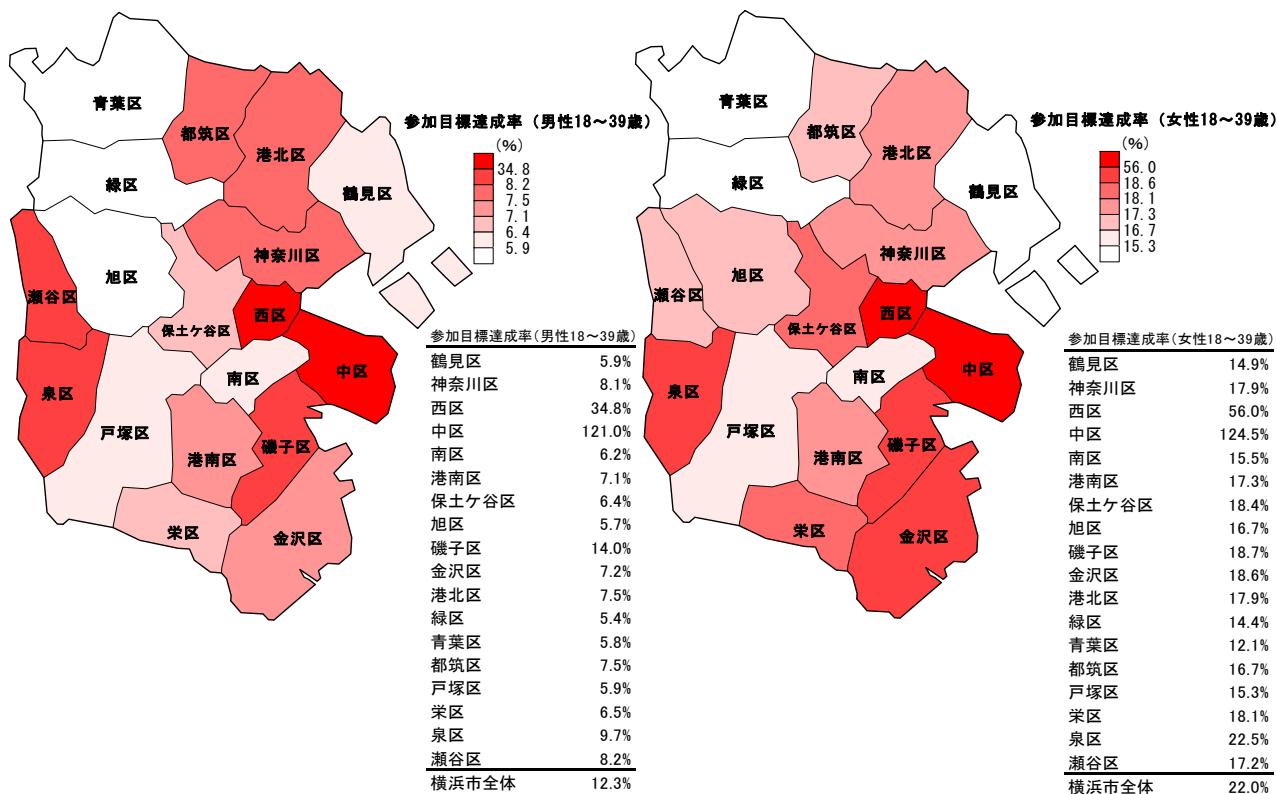 青葉区
都筑区
港北区
緑区
鶴見区
神奈川区
旭区
瀬谷区
保土ケ谷区
西区
中区
南区
泉区
戸塚区
港南区
磯子区
栄区
金沢区
参加目標達成率(男性18～39歳)
(%)
34.8
8.2
7.5
7.1
6.4
5.9
参加目標達成率(男性18～39歳)
鶴見区 5.9%
神奈川区 8.1%
西区 34.8%
中区 121.0%
南区 6.2%
港南区 7.1%
保土ケ谷区 6.4%
旭区 5.7%
磯子区 14.0%
金沢区 7.2%
港北区 7.5%
緑区 5.4%
青葉区 5.8%
都筑区 7.5%
戸塚区 5.9%
栄区 6.5%
泉区 9.7%
瀬谷区 8.2%
横浜市全体 12.3%
青葉区
都筑区
港北区
緑区
鶴見区
神奈川区
旭区
瀬谷区
保土ケ谷区
西区
中区
南区
泉区
戸塚区
港南区
磯子区
栄区
金沢区
参加目標達成率(女性18～39歳)
(%)
56.0
18.6
18.1
17.3
16.7
15.3
参加目標達成率(女性18～39歳)
鶴見区 14.9%
神奈川区 17.9%
西区 56.0%
中区 124.5%
南区 15.5%
港南区 17.3%
保土ケ谷区 18.4%
旭区 16.7%
磯子区 18.7%
金沢区 18.6%
港北区 17.9%
緑区 14.4%
青葉区 12.1%
都筑区 16.7%
戸塚区 15.3%
栄区 18.1%
泉区 22.5%
瀬谷区 17.2%
横浜市全体 22.0%